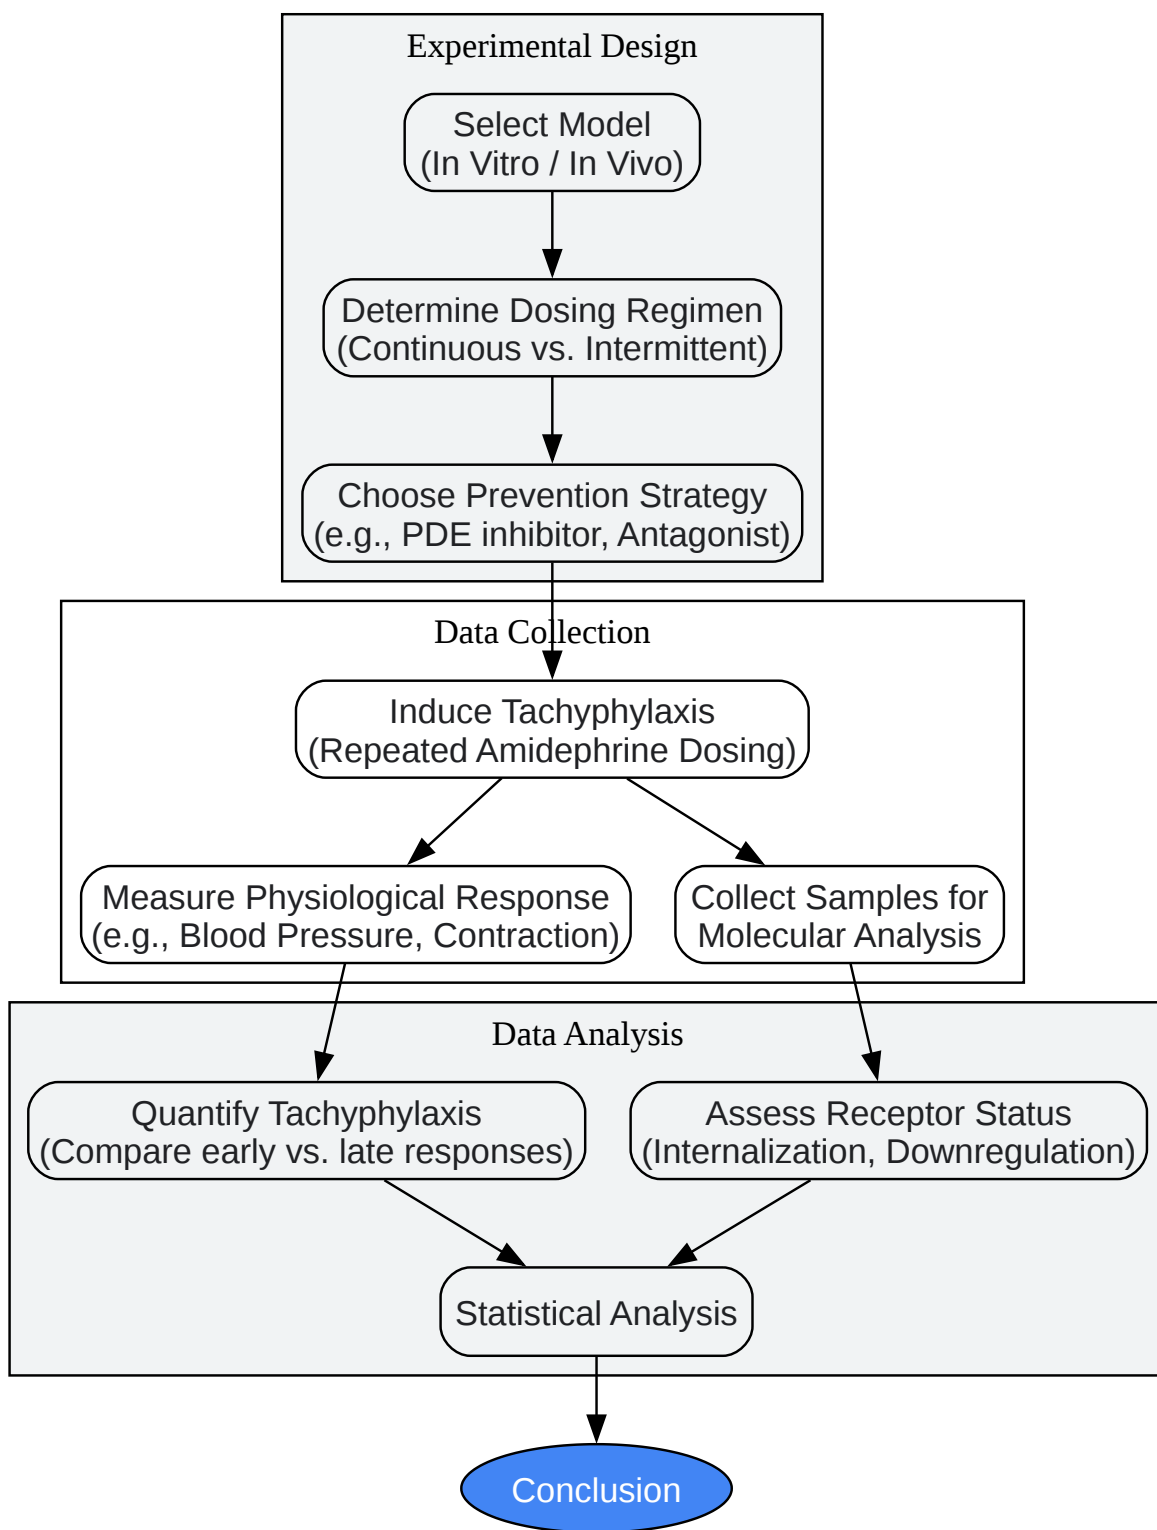 Experimental Design
Select Model
(In Vitro / In Vivo)
Determine Dosing Regimen
(Continuous vs. Intermittent)
Choose Prevention Strategy
(e.g., PDE inhibitor, Antagonist)
Data Collection
Induce Tachyphylaxis
(Repeated Amidephrine Dosing)
Measure Physiological Response
(e.g., Blood Pressure, Contraction)
Collect Samples for
Molecular Analysis
Data Analysis
Quantify Tachyphylaxis
(Compare early vs. late responses)
Assess Receptor Status
(Internalization, Downregulation)
Statistical Analysis
Conclusion